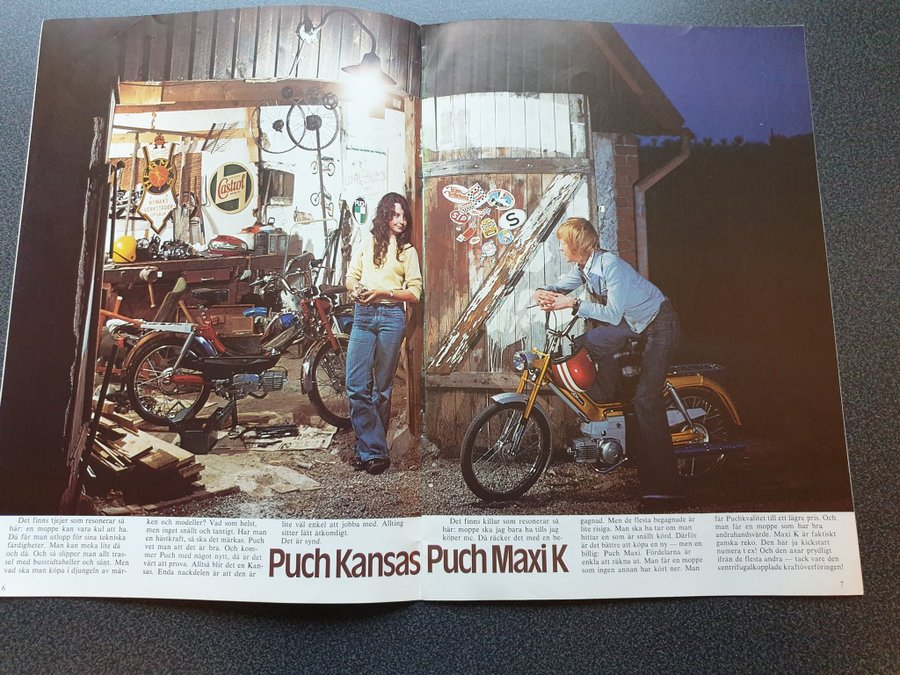 Castrol
NYMANS
VERKSTÄDER
PUCH
STP
S
Det finns tjejer som resonerar så
här: en moppe kan vara kul att ha.
Då får man utlopp för sina tekniska
färdigheter. Man kan meka lite då
och då. Och så slipper man allt tras-
sel med busstidtabeller och sånt. Men
vad ska man köpa i djungeln av mär-
ken och modeller? Vad som helst,
men inget snällt och tantigt. Har man
en hästkraft, så ska det märkas. Puch
vet man att det är bra. Och kom-
mer Puch med något nytt, då är det
värt att prova. Alltså blir det en Kan-
sas. Enda nackdelen är att den är
lite väl enkel att jobba med. Allting
sitter lätt åtkomligt.
Det är synd.
Puch Kansas
6
Det finns killar som resonerar så
här: moppe ska jag bara ha tills jag
köper mc. Då räcker det med en be-
Puch Maxi K
gagnad. Men de flesta begagnade är
lite risiga. Man ska ha tur om man
hittar en som är snällt körd. Därför
är det bättre att köpa en ny — men en
billig. Puch Maxi. Fördelarna är
enkla att räkna ut. Man får en moppe
som ingen annan har kört ner. Man
får Puchkvalitet till ett lägre pris. Och
man får en moppe som har bra
andrahandsvärde. Maxi K är faktiskt
ganska reko. Den har ju kickstart
numera t ex! Och den axar prydligt
ifrån de flesta andra — tack vare den
centrifugalkopplade kraftöverföringen!
7